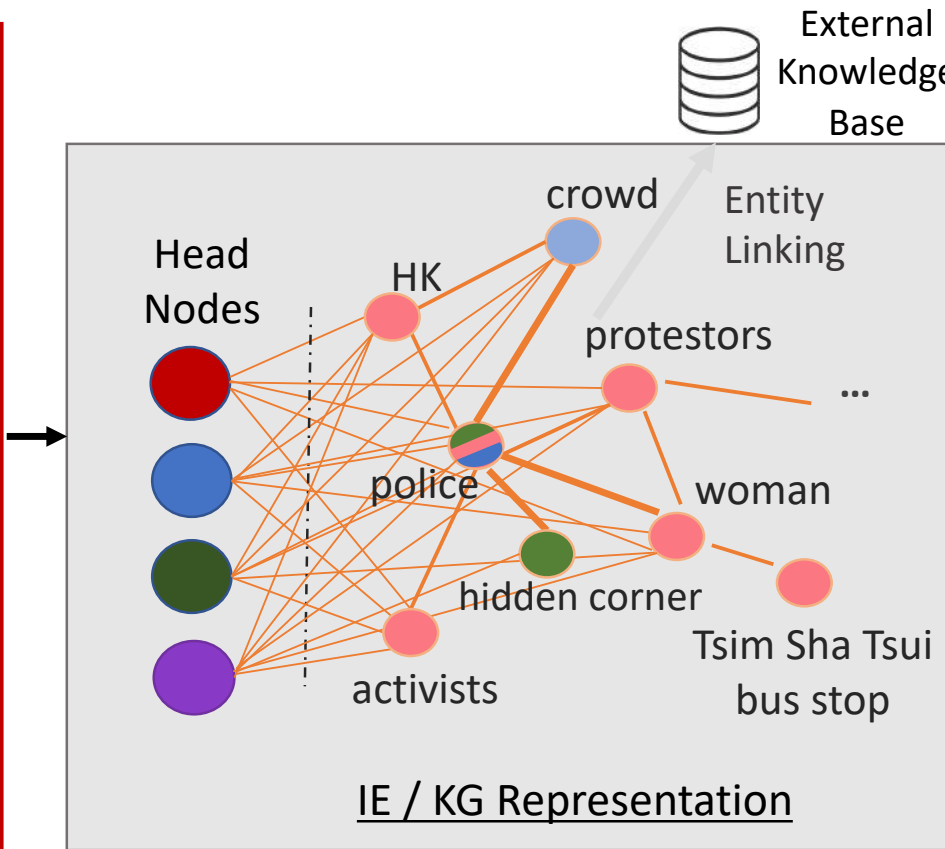 External
Knowledge
Base
crowd
Entity
Linking
Head
Nodes
HK
protestors
...
police
woman
hidden corner
Tsim Sha Tsui
bus stop
activists
IE / KG Representation